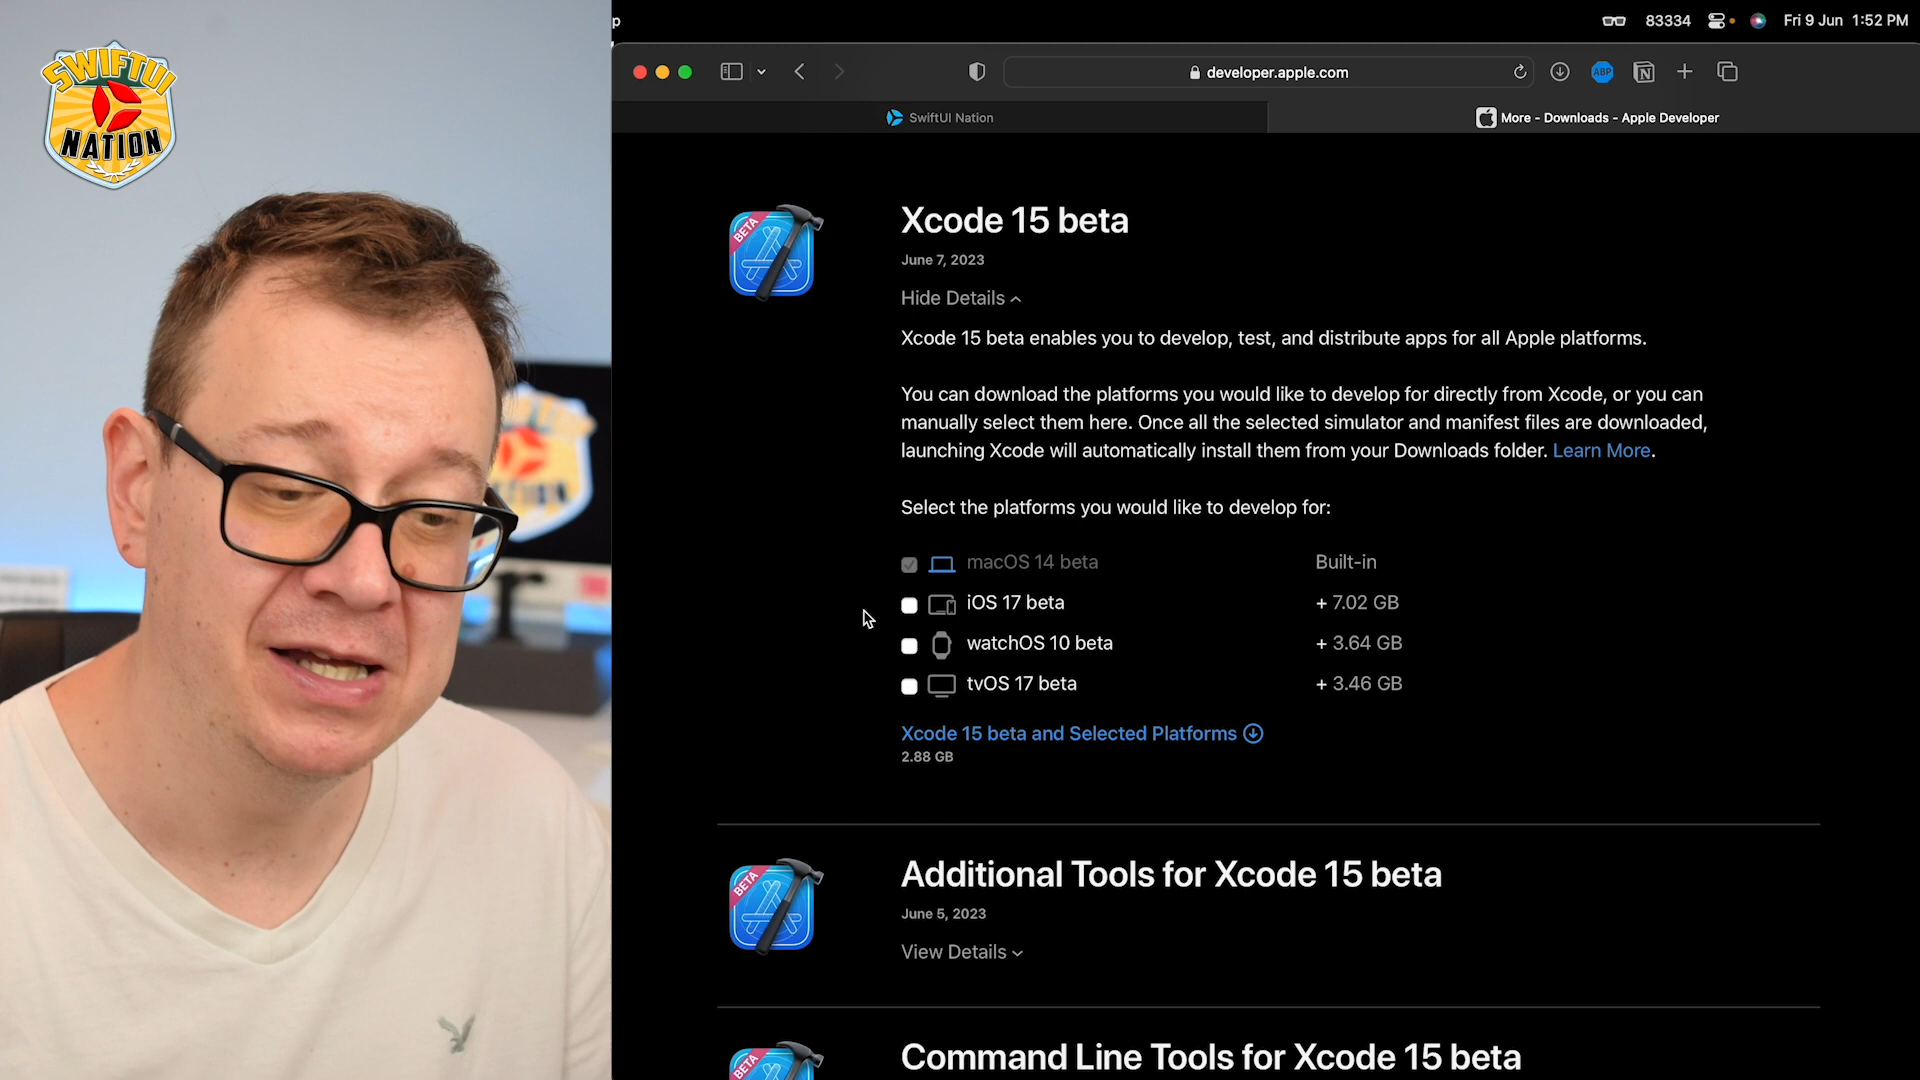 SWIFTUI
NATION
p
83334
Fri 9 Jun 1:52 PM
developer.apple.com
ABP
SwiftUI Nation
More - Downloads - Apple Developer
BETA
Xcode 15 beta
June 7, 2023
Hide Details
Xcode 15 beta enables you to develop, test, and distribute apps for all Apple platforms.
You can download the platforms you would like to develop for directly from Xcode, or you can
manually select them here. Once all the selected simulator and manifest files are downloaded,
launching Xcode will automatically install them from your Downloads folder. Learn More.
Select the platforms you would like to develop for:
macOS 14 beta Built-in
iOS 17 beta + 7.02 GB
watchOS 10 beta + 3.64 GB
tvOS 17 beta + 3.46 GB
Xcode 15 beta and Selected Platforms
2.88 GB
BETA
Additional Tools for Xcode 15 beta
June 5, 2023
View Details
BETA
Command Line Tools for Xcode 15 beta